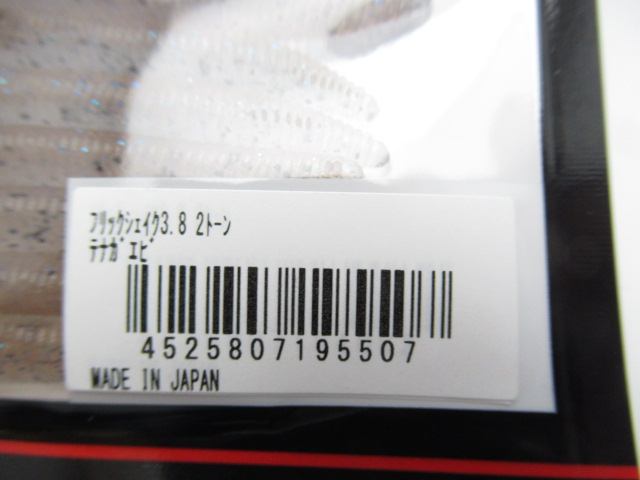 ﾌﾘｯｸｼｪｲｸ3.8 2ﾄｰﾝ
ﾃﾅｶﾞｴﾋﾞ
4525807195507
MADE IN JAPAN